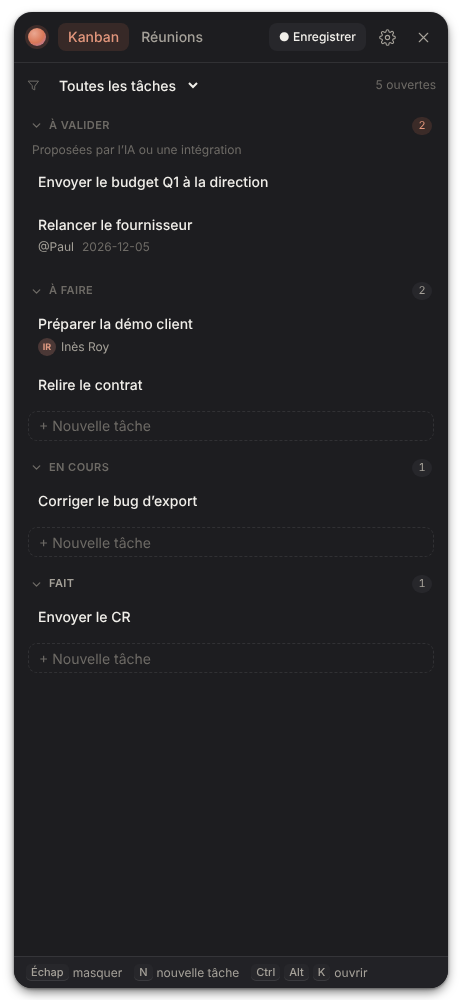 Kanban Réunions Enregistrer
Toutes les tâches 5 ouvertes
À VALIDER 2
Proposées par l'IA ou une intégration
Envoyer le budget Q1 à la direction
Relancer le fournisseur
@Paul 2026-12-05
À FAIRE 2
Préparer la démo client
IR Inès Roy
Relire le contrat
+ Nouvelle tâche
EN COURS 1
Corriger le bug d’export
+ Nouvelle tâche
FAIT 1
Envoyer le CR
+ Nouvelle tâche
Échap masquer N nouvelle tâche Ctrl Alt K ouvrir